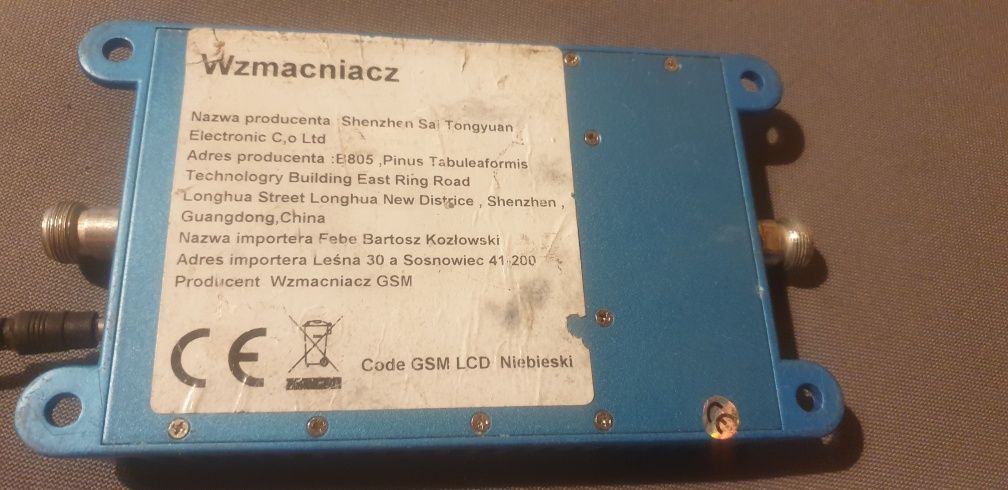 Wzmacniacz
Nazwa producenta Shenzhen Sai Tongyuan
Electronic C,o Ltd
Adres producenta :B805 ,Pinus Tabuleaformis
Technologry Building East Ring Road
Longhua Street Longhua New Districe , Shenzhen ,
Guangdong,China
Nazwa importera Febe Bartosz Kozłowski
Adres importera Leśna 30 a Sosnowiec 41-200
Producent Wzmacniacz GSM
CE
Code GSM LCD Niebieski
CE